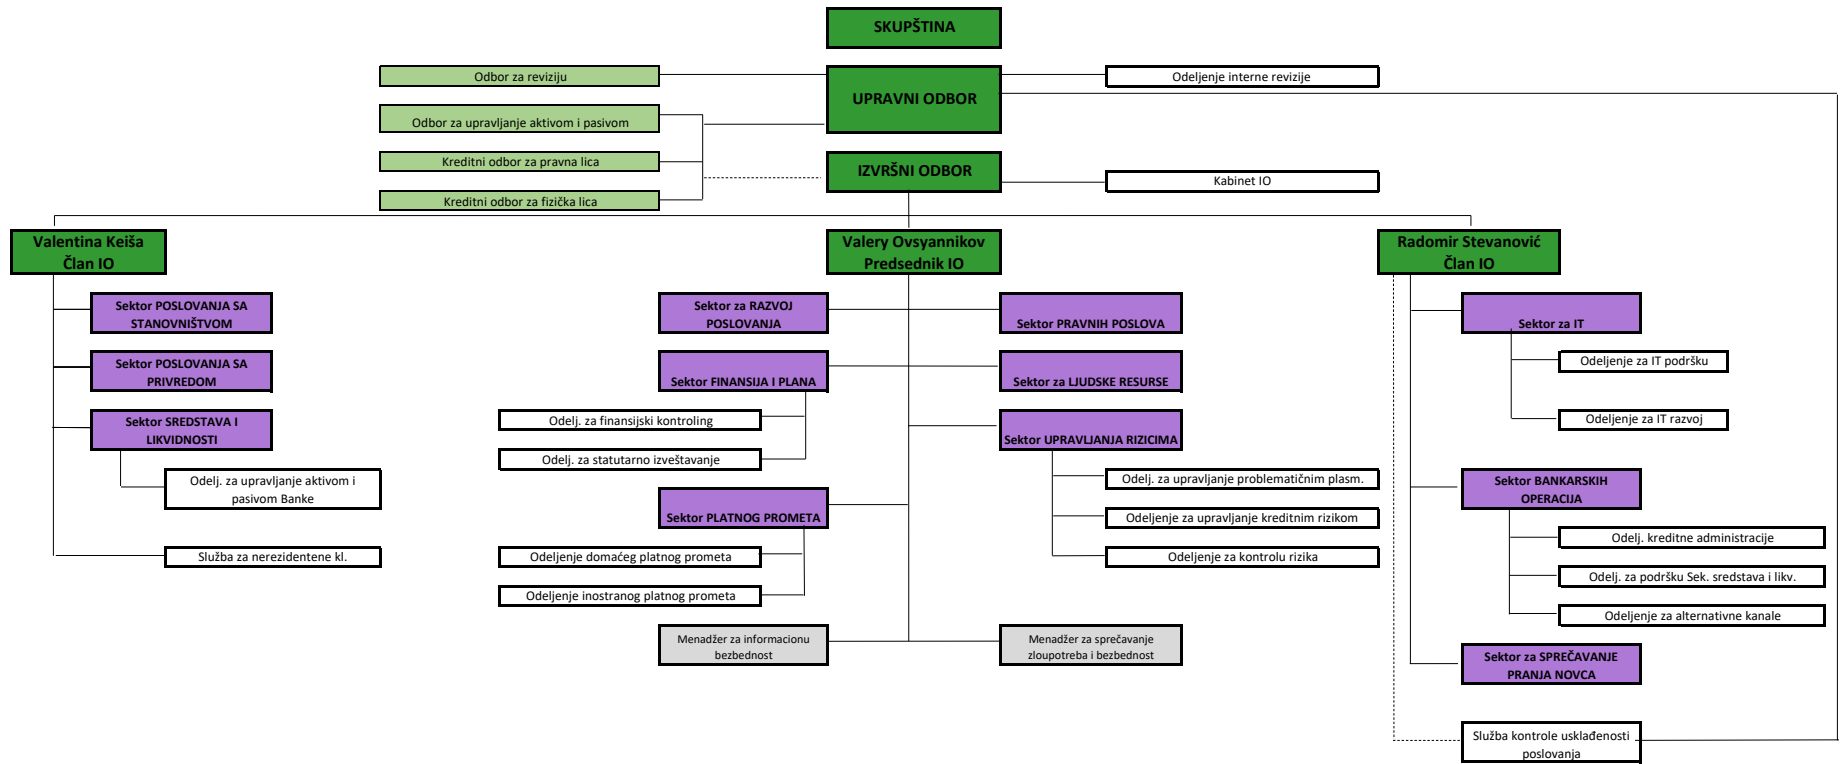 SKUPŠTINA
Odbor za reviziju
UPRAVNI ODBOR
Odeljenje interne revizije
Odbor za upravljanje aktivom i pasivom
Kreditni odbor za pravna lica
IZVRŠNI ODBOR
Kabinet IO
Kreditni odbor za fizička lica
Valentina Keiša
Član IO
Valery Ovsyannikov
Predsednik IO
Radomir Stevanović
Član IO
Sektor POSLOVANJA SA
STANOVNIŠTVOM
Sektor POSLOVANJA SA
PRIVREDOM
Sektor SREDSTAVA I
LIKVIDNOSTI
Odelj. za upravljanje aktivom i
pasivom Banke
Služba za nerezidentene kl.
Sektor za RAZVOJ
POSLOVANJA
Sektor FINANSIJA I PLANA
Odelj. za finansijski kontroling
Odelj. za statutarno izveštavanje
Sektor PLATNOG PROMETA
Odeljenje domaćeg platnog prometa
Odeljenje inostranog platnog prometa
Menadžer za informacionu
bezbednost
Sektor PRAVNIH POSLOVA
Sektor za LJUDSKE RESURSE
Sektor UPRAVLJANJA RIZICIMA
Odelj. za upravljanje problematičnim plasm.
Odeljenje za upravljanje kreditnim rizikom
Odeljenje za kontrolu rizika
Menadžer za sprečavanje
zloupotreba i bezbednost
Sektor za IT
Odeljenje za IT podršku
Odeljenje za IT razvoj
Sektor BANKARSKIH
OPERACIJA
Odelj. kreditne administracije
Odelj. za podršku Sek. sredstava i likv.
Odeljenje za alternativne kanale
Sektor za SPREČAVANJE
PRANJA NOVCA
Služba kontrole usklađenosti
poslovanja